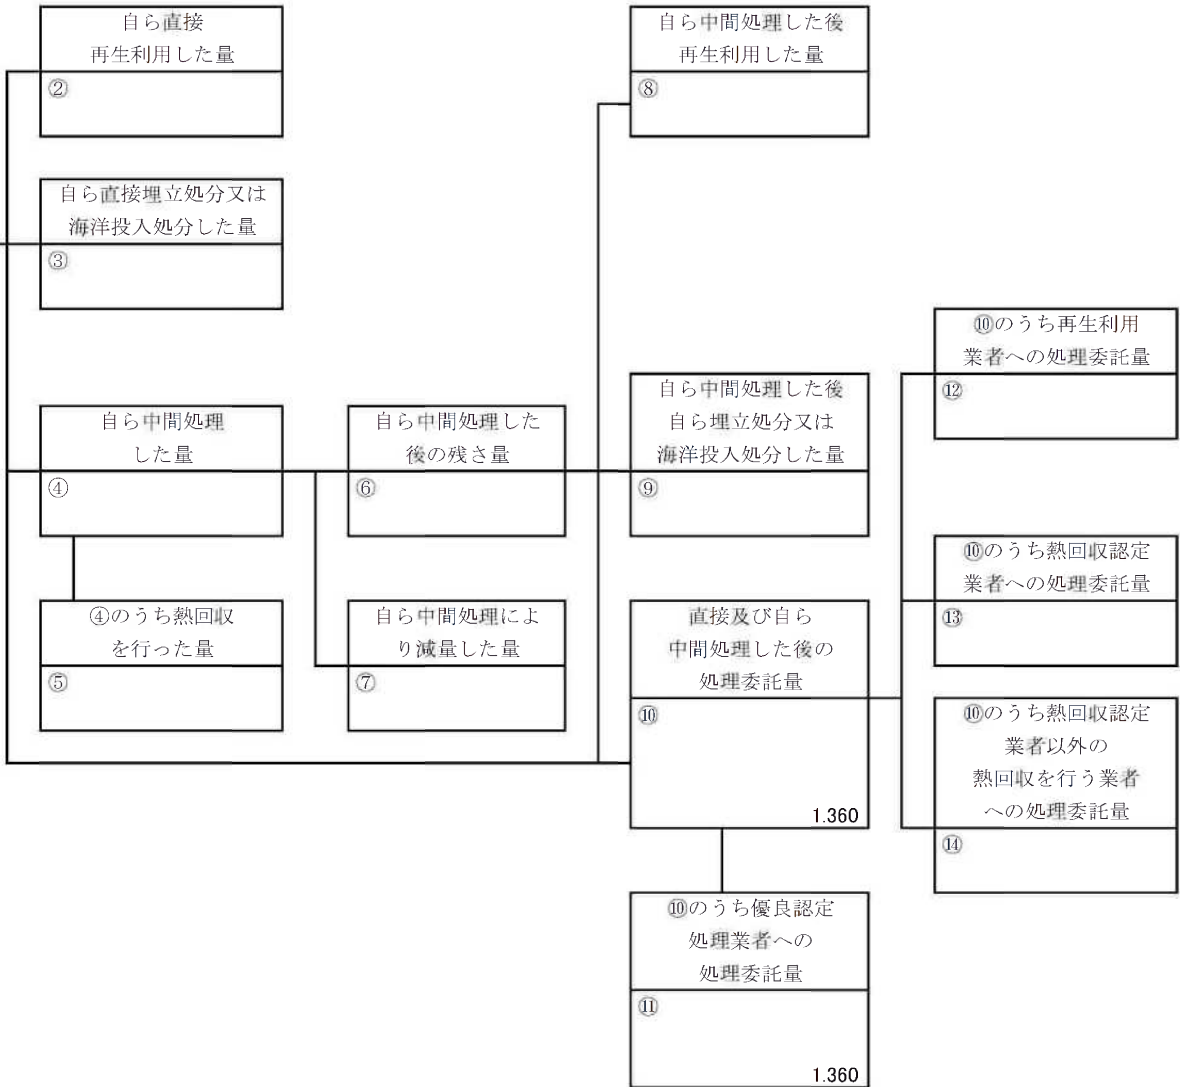 自ら直接
再生利用した量
②
自ら直接埋立処分又は
海洋投入処分した量
③
自ら中間処理
した量
④
④のうち熱回収
を行った量
⑤
自ら中間処理した
後の残さ量
⑥
自ら中間処理によ
り減量した量
⑦
自ら中間処理した後
再生利用した量
⑧
自ら中間処理した後
自ら埋立処分又は
海洋投入処分した量
⑨
直接及び自ら
中間処理した後の
処理委託量
⑩
1.360
⑩のうち優良認定
処理業者への
処理委託量
⑪
1.360
⑩のうち再生利用
業者への処理委託量
⑫
⑩のうち熱回収認定
業者への処理委託量
⑬
⑩のうち熱回収認定
業者以外の
熱回収を行う業者
への処理委託量
⑭